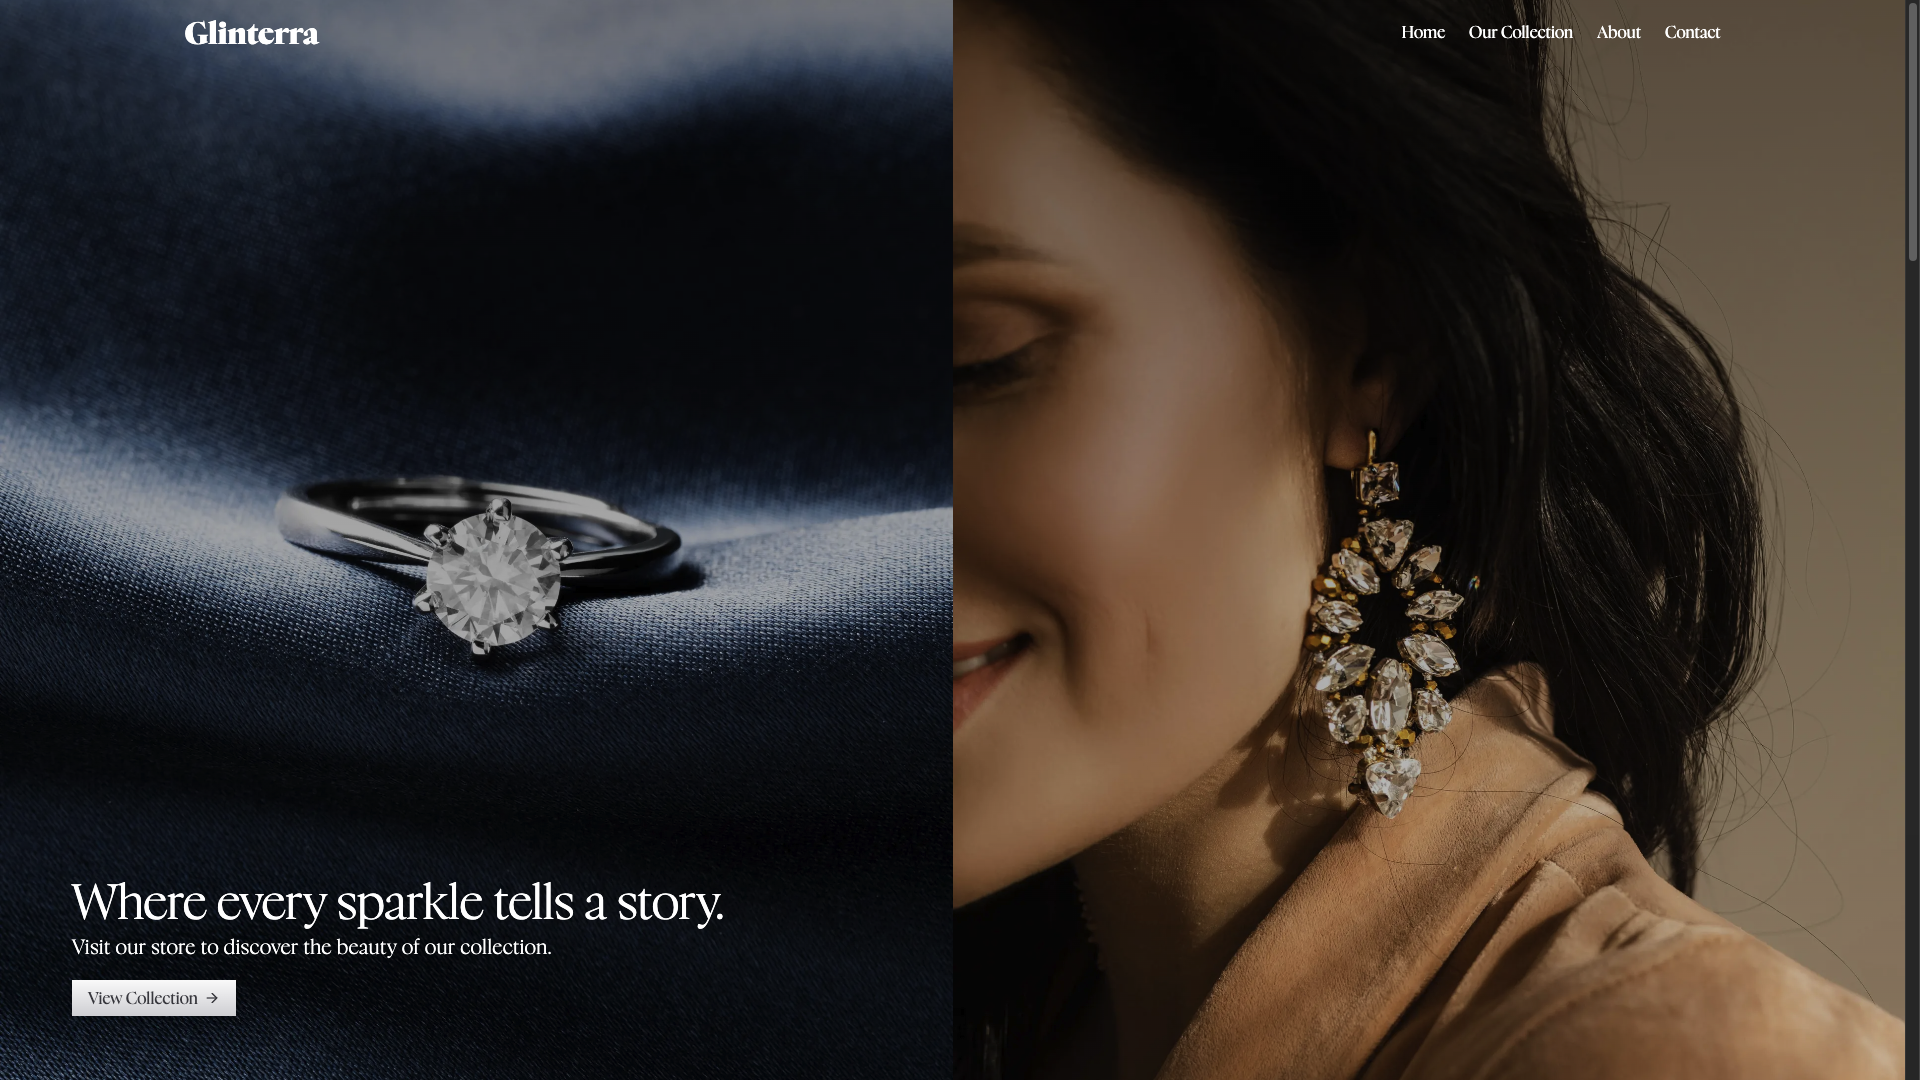 Glinterra
Home Our Collection About Contact
Where every sparkle tells a story.
Visit our store to discover the beauty of our collection.
View Collection →